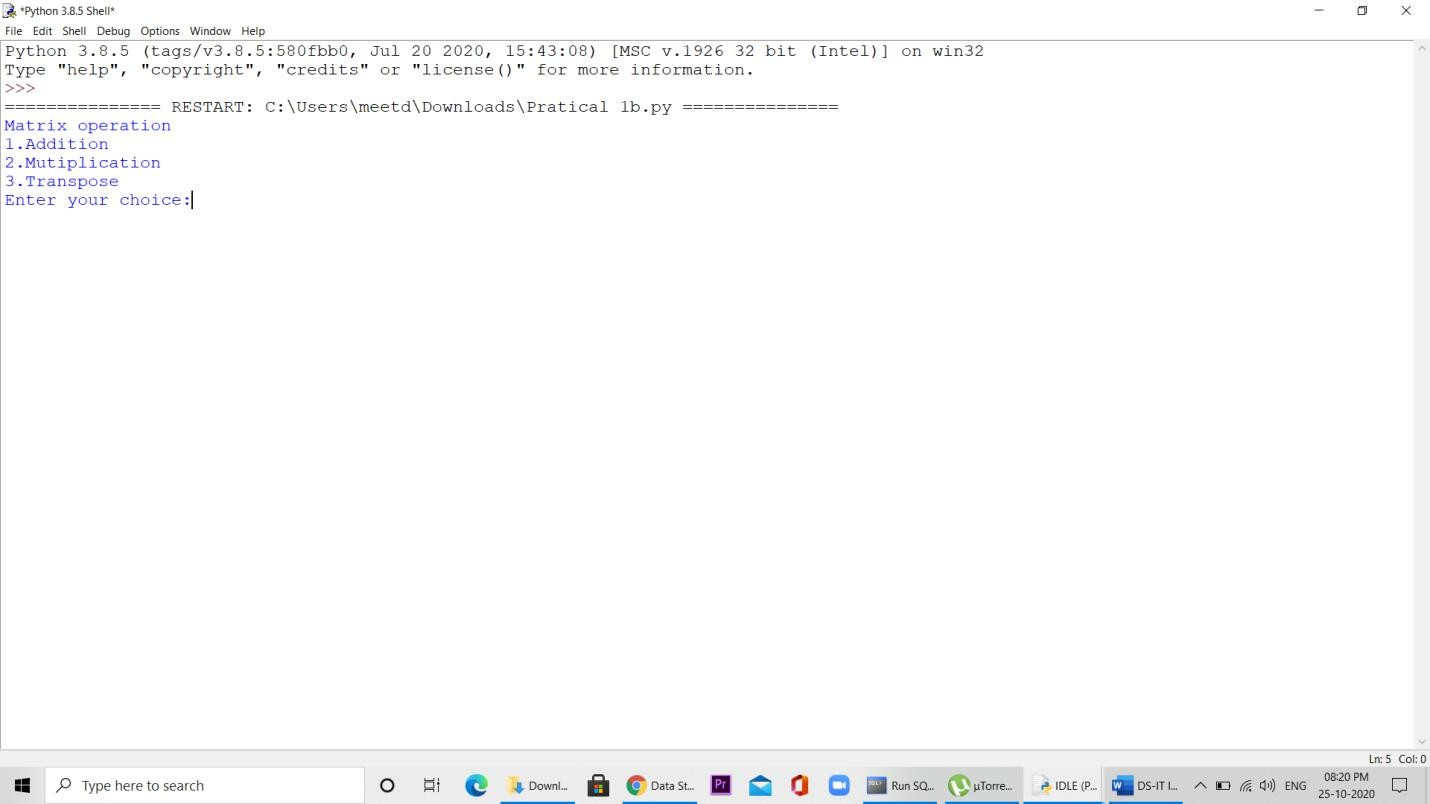 *Python 3.8.5 Shell*
File Edit Shell Debug Options Window Help
Python 3.8.5 (tags/v3.8.5:580fbb0, Jul 20 2020, 15:43:08) [MSC v.1926 32 bit (Intel)] on win32
Type "help", "copyright", "credits" or "license()" for more information.
>>>
=============== RESTART: C:\Users\meetd\Downloads\Pratical 1b.py ===============
Matrix operation
1.Addition
2.Mutiplication
3.Transpose
Enter your choice:
Ln: 5 Col: 0
Type here to search
Downl...
Data St...
Pr
Run SQ...
µTorre...
IDLE (P...
W
DS-IT I...
ENG
08:20 PM
25-10-2020